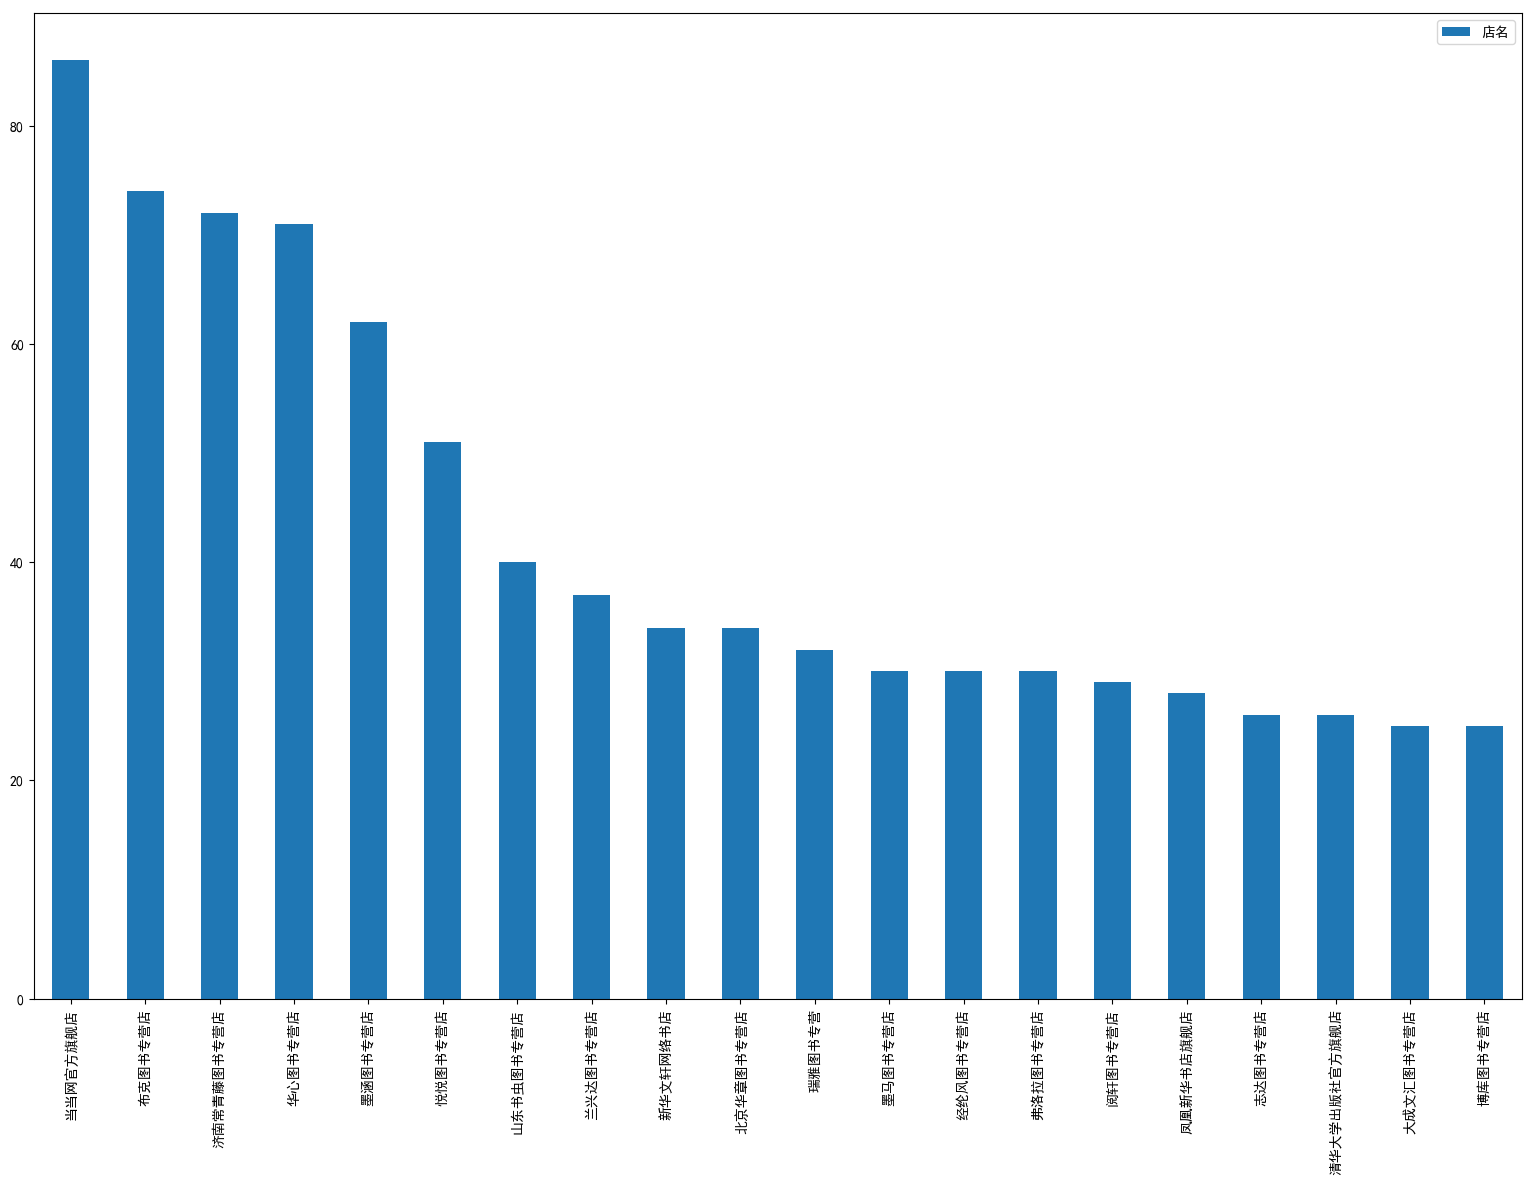 店名
80
60
40
20
0
当当网官方旗舰店
布克图书专营店
济南常青藤图书专营店
华心图书专营店
墨涵图书专营店
悦悦图书专营店
山东书虫图书专营店
兰兴达图书专营店
新华文轩网络书店
北京华章图书专营店
瑞雅图书专营
墨马图书专营店
经纶风图书专营店
弗洛拉图书专营店
阅轩图书专营店
凤凰新华书店旗舰店
志达图书专营店
清华大学出版社官方旗舰店
大成文汇图书专营店
博库图书专营店